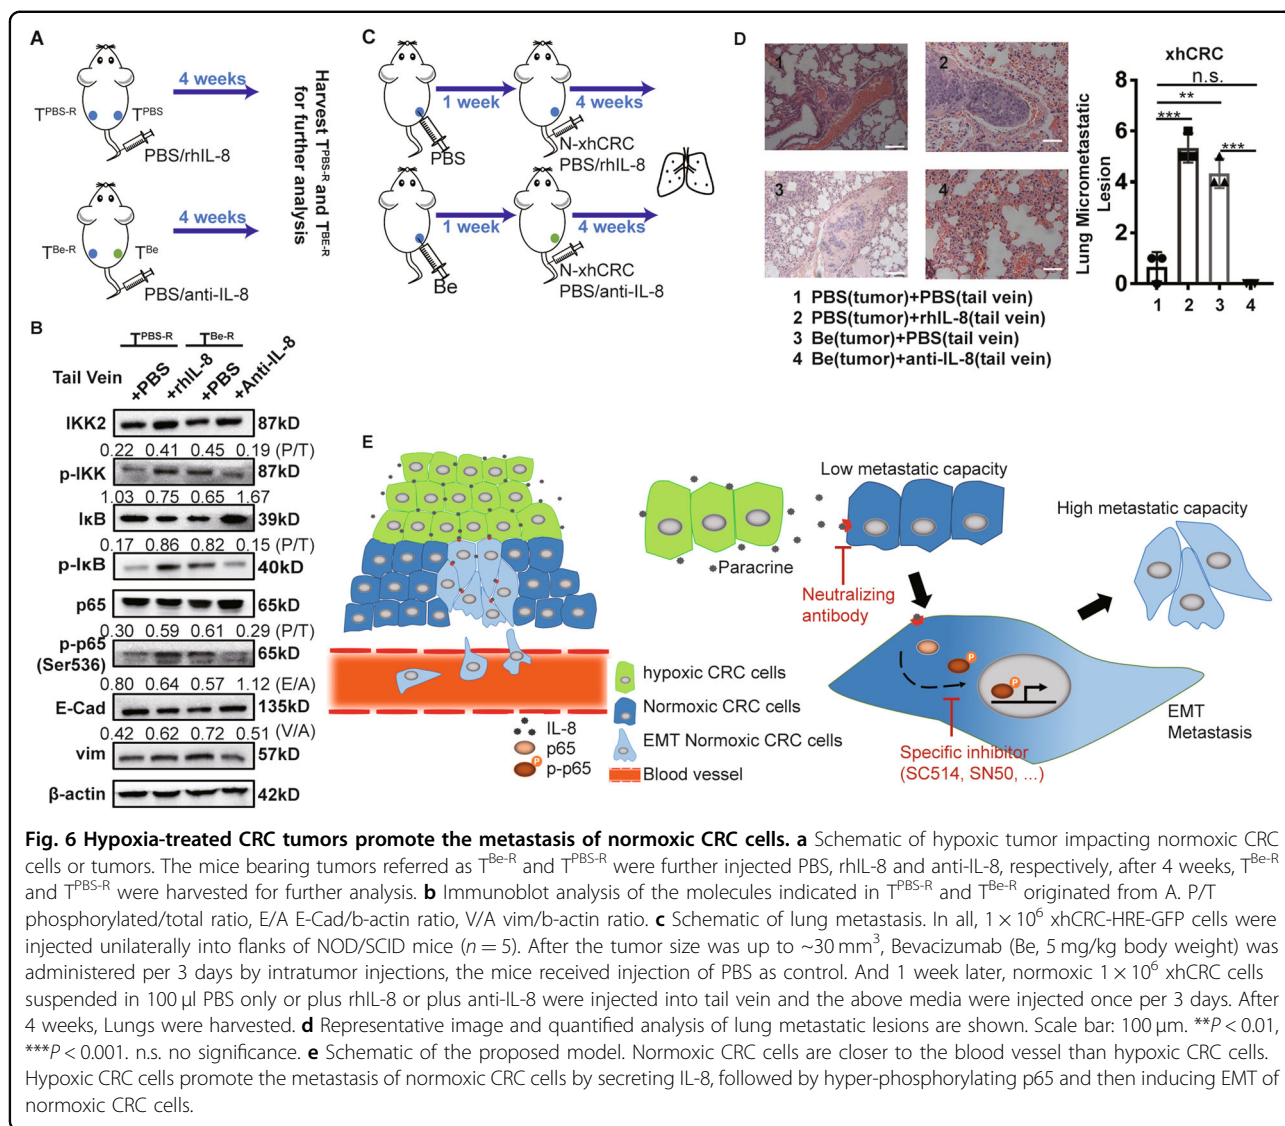 A
4 weeks
T^PBS-R
T^PBS
PBS/rhIL-8
4 weeks
T^Be-R
T^Be
PBS/anti-IL-8
Harvest T^PBS-R and T^BE-R
for further analysis
C
1 week
4 weeks
PBS
N-xhCRC
PBS/rhIL-8
1 week
4 weeks
Be
N-xhCRC
PBS/anti-IL-8
D
1
2
3
4
xhCRC
n.s.
**
***
***
Lung Micrometastatic
Lesion
8
6
4
2
0
1 2 3 4
1 PBS(tumor)+PBS(tail vein)
2 PBS(tumor)+rhIL-8(tail vein)
3 Be(tumor)+PBS(tail vein)
4 Be(tumor)+anti-IL-8(tail vein)
B
T^PBS-R T^Be-R
Tail Vein +PBS +rhIL-8 +PBS +Anti-IL-8
IKK2 87kD
0.22 0.41 0.45 0.19 (P/T)
p-IKK 87kD
1.03 0.75 0.65 1.67
IκB 39kD
0.17 0.86 0.82 0.15 (P/T)
p-IκB 40kD
p65 65kD
0.30 0.59 0.61 0.29 (P/T)
p-p65
(Ser536) 65kD
0.80 0.64 0.57 1.12 (E/A)
E-Cad 135kD
0.42 0.62 0.72 0.51 (V/A)
vim 57kD
β-actin 42kD
E
Low metastatic capacity
High metastatic capacity
Paracrine
Neutralizing
antibody
P
P
EMT
Metastasis
Specific inhibitor
(SC514, SN50, ...)
hypoxic CRC cells
Normoxic CRC cells
EMT Normoxic CRC cells
Blood vessel
IL-8
p65
P
p-p65
Fig. 6 Hypoxia-treated CRC tumors promote the metastasis of normoxic CRC cells. a Schematic of hypoxic tumor impacting normoxic CRC
cells or tumors. The mice bearing tumors referred as T^Be-R and T^PBS-R were further injected PBS, rhIL-8 and anti-IL-8, respectively, after 4 weeks, T^Be-R
and T^PBS-R were harvested for further analysis. b Immunoblot analysis of the molecules indicated in T^PBS-R and T^Be-R originated from A. P/T
phosphorylated/total ratio, E/A E-Cad/b-actin ratio, V/A vim/b-actin ratio. c Schematic of lung metastasis. In all, 1 × 10^6 xhCRC-HRE-GFP cells were
injected unilaterally into flanks of NOD/SCID mice (n = 5). After the tumor size was up to ~30 mm^3, Bevacizumab (Be, 5 mg/kg body weight) was
administered per 3 days by intratumor injections, the mice received injection of PBS as control. And 1 week later, normoxic 1 × 10^6 xhCRC cells
suspended in 100 µl PBS only or plus rhIL-8 or plus anti-IL-8 were injected into tail vein and the above media were injected once per 3 days. After
4 weeks, Lungs were harvested. d Representative image and quantified analysis of lung metastatic lesions are shown. Scale bar: 100 µm. **P < 0.01,
***P < 0.001. n.s. no significance. e Schematic of the proposed model. Normoxic CRC cells are closer to the blood vessel than hypoxic CRC cells.
Hypoxic CRC cells promote the metastasis of normoxic CRC cells by secreting IL-8, followed by hyper-phosphorylating p65 and then inducing EMT of
normoxic CRC cells.